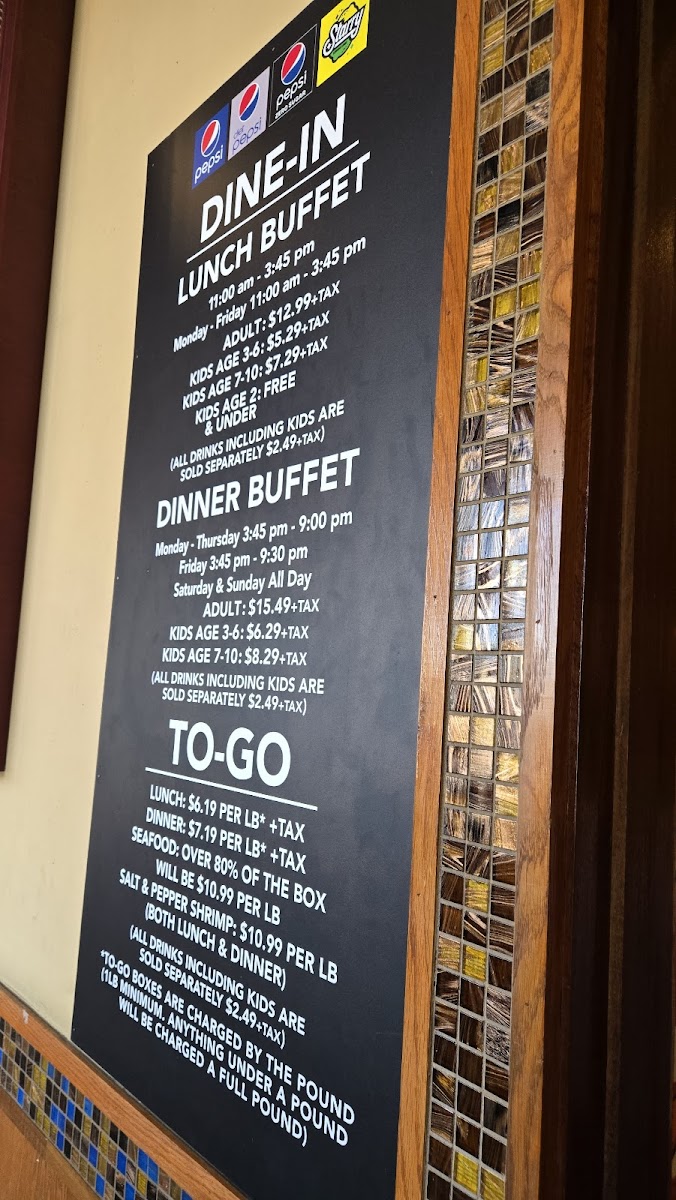 pepsi
diet pepsi
pepsi
ZERO SUGAR
Starry
DINE-IN
LUNCH BUFFET
11:00 am - 3:45 pm
Monday - Friday 11:00 am - 3:45 pm
ADULT: $12.99+TAX
KIDS AGE 3-6: $5.29+TAX
KIDS AGE 7-10: $7.29+TAX
KIDS AGE 2: FREE
& UNDER
(ALL DRINKS INCLUDING KIDS ARE
SOLD SEPARATELY $2.49+TAX)
DINNER BUFFET
Monday - Thursday 3:45 pm - 9:00 pm
Friday 3:45 pm - 9:30 pm
Saturday & Sunday All Day
ADULT: $15.49+TAX
KIDS AGE 3-6: $6.29+TAX
KIDS AGE 7-10: $8.29+TAX
(ALL DRINKS INCLUDING KIDS ARE
SOLD SEPARATELY $2.49+TAX)
TO-GO
LUNCH: $6.19 PER LB* +TAX
DINNER: $7.19 PER LB* +TAX
SEAFOOD: OVER 80% OF THE BOX
WILL BE $10.99 PER LB
SALT & PEPPER SHRIMP: $10.99 PER LB
(BOTH LUNCH & DINNER)
(ALL DRINKS INCLUDING KIDS ARE
SOLD SEPARATELY $2.49+TAX)
*TO-GO BOXES ARE CHARGED BY THE POUND
(1LB MINIMUM. ANYTHING UNDER A POUND
WILL BE CHARGED A FULL POUND)